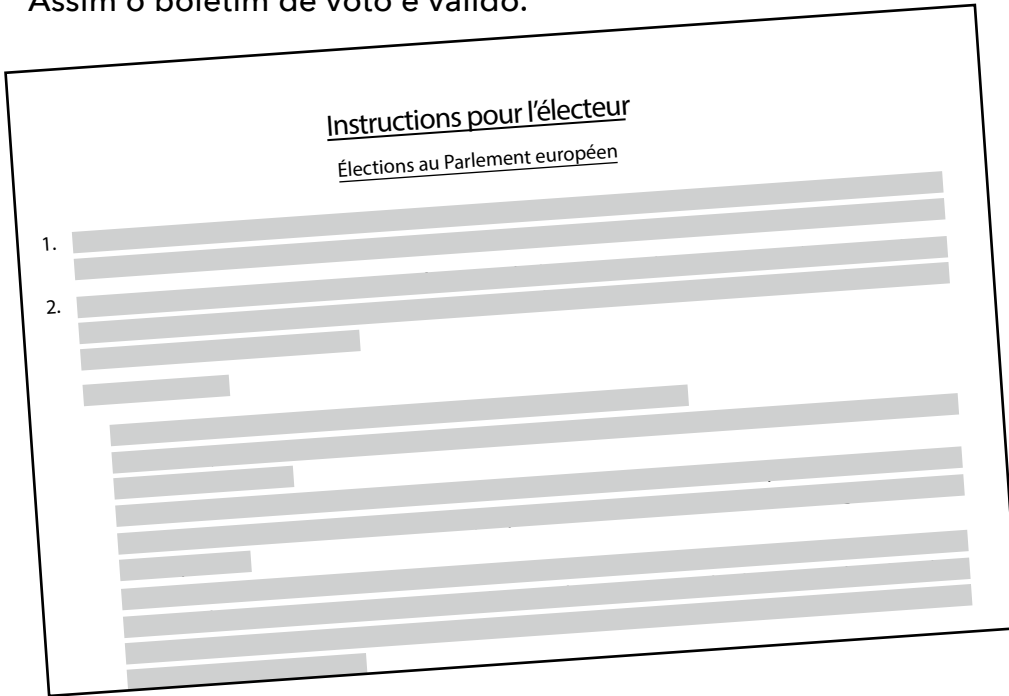 Assim o boletim de voto é válido.
Instructions pour l'électeur
Élections au Parlement européen
1.
2.